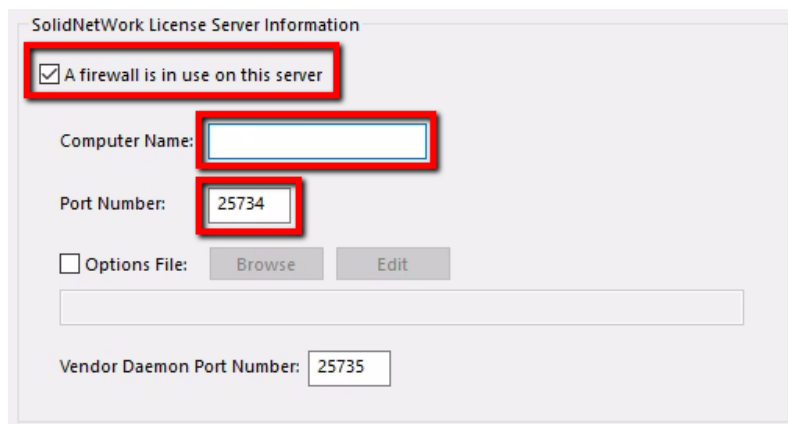 SolidNetWork License Server Information
A firewall is in use on this server
Computer Name:
Port Number: 25734
Options File: Browse Edit
Vendor Daemon Port Number: 25735